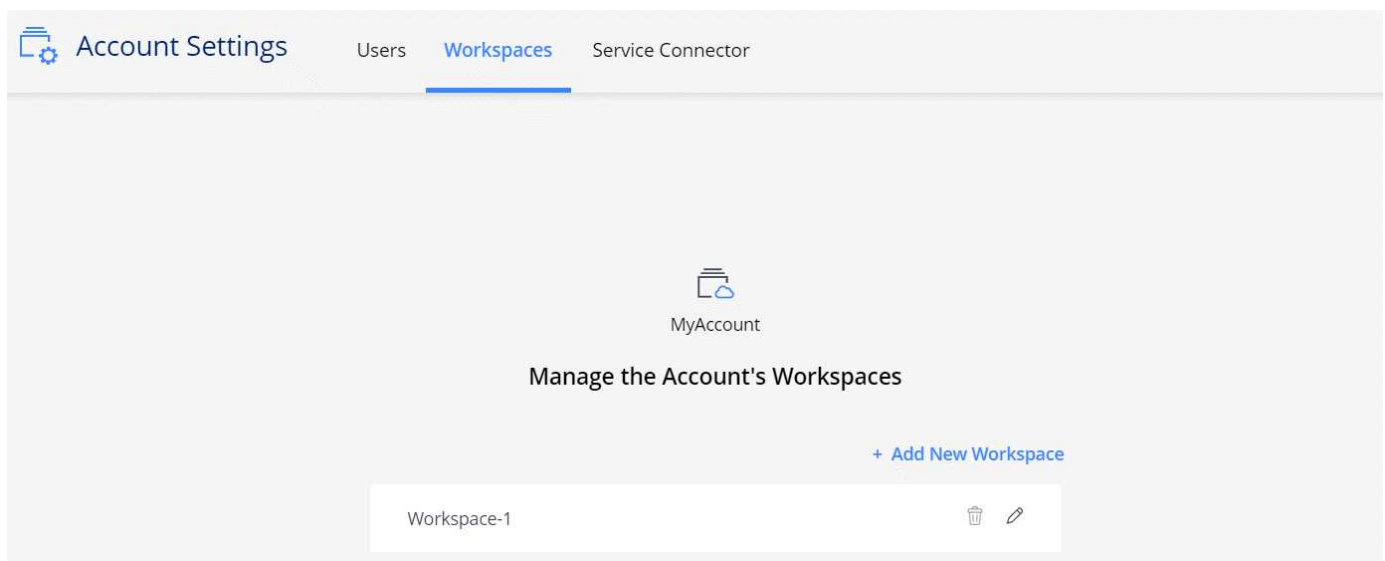 Account Settings Users Workspaces Service Connector
MyAccount
Manage the Account's Workspaces
+ Add New Workspace
Workspace-1